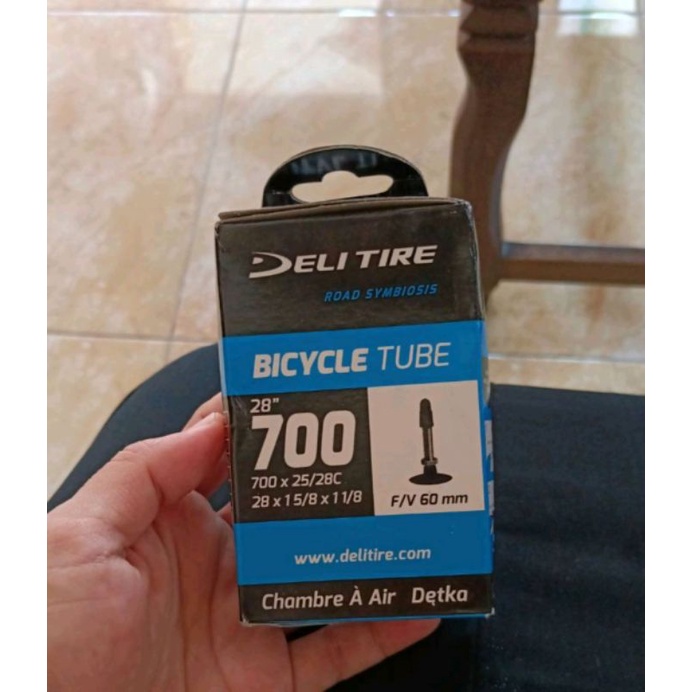 DELI TIRE
ROAD SYMBIOSIS
BICYCLE TUBE
28"
700
700 x 25/28C
28 x 1 5/8 x 1 1/8
F/V 60 mm
www.delitire.com
Chambre À Air Dętka